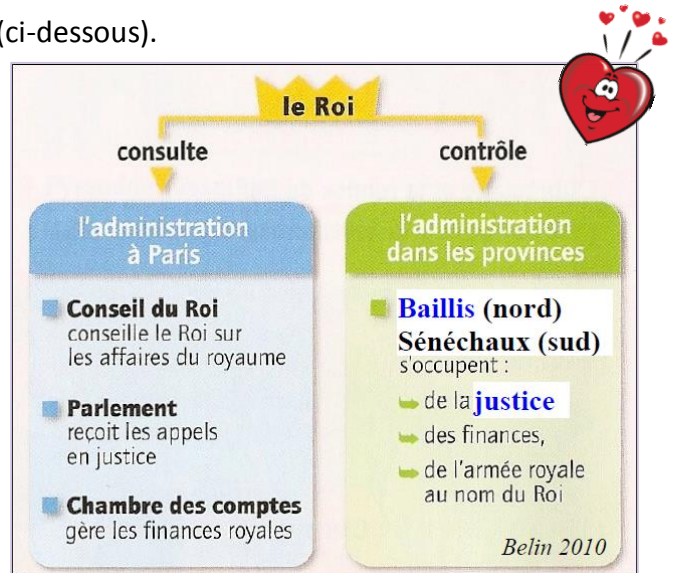 (ci-dessous).
le Roi
consulte
contrôle
l'administration
à Paris
Conseil du Roi
conseille le Roi sur
les affaires du royaume
Parlement
reçoit les appels
en justice
Chambre des comptes
gère les finances royales
l'administration
dans les provinces
Baillis (nord)
Sénéchaux (sud)
s'occupent :
de la justice
des finances,
de l'armée royale
au nom du Roi
Belin 2010